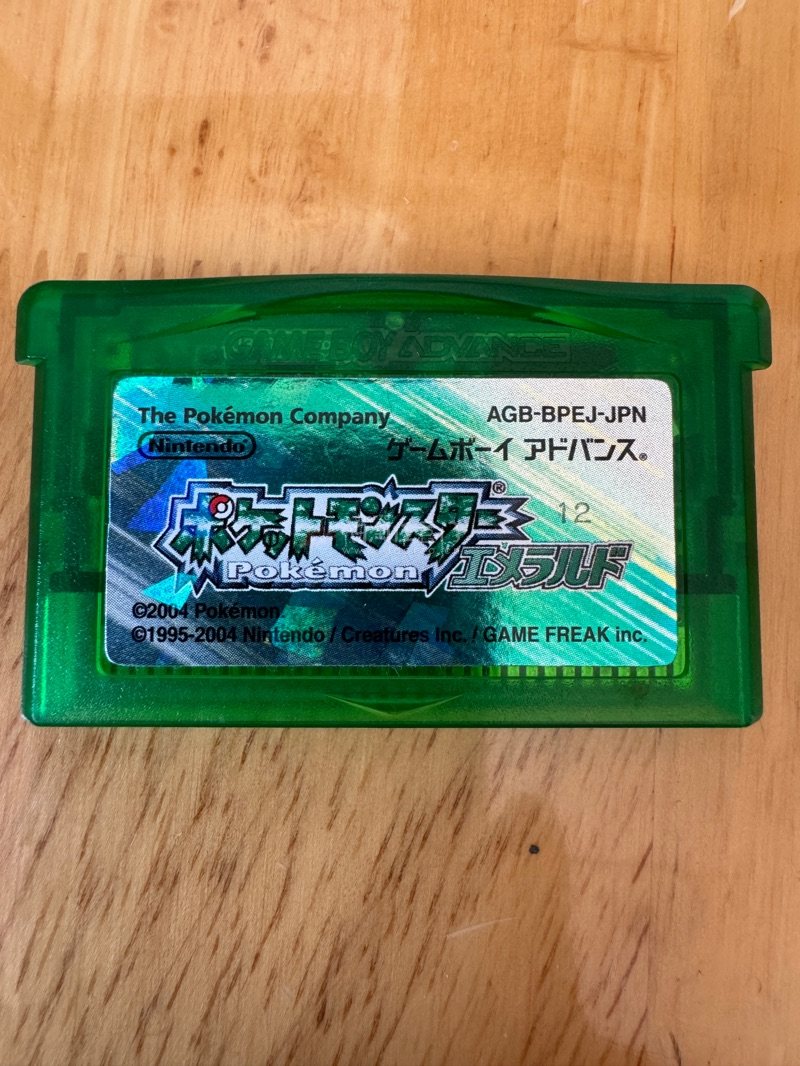 GAME BOY ADVANCE
The Pokémon Company AGB-BPEJ-JPN
Nintendo ゲームボーイ アドバンス®
ポケットモンスター®
12
Pokémon エメラルド
©2004 Pokémon
©1995-2004 Nintendo / Creatures Inc. / GAME FREAK inc.